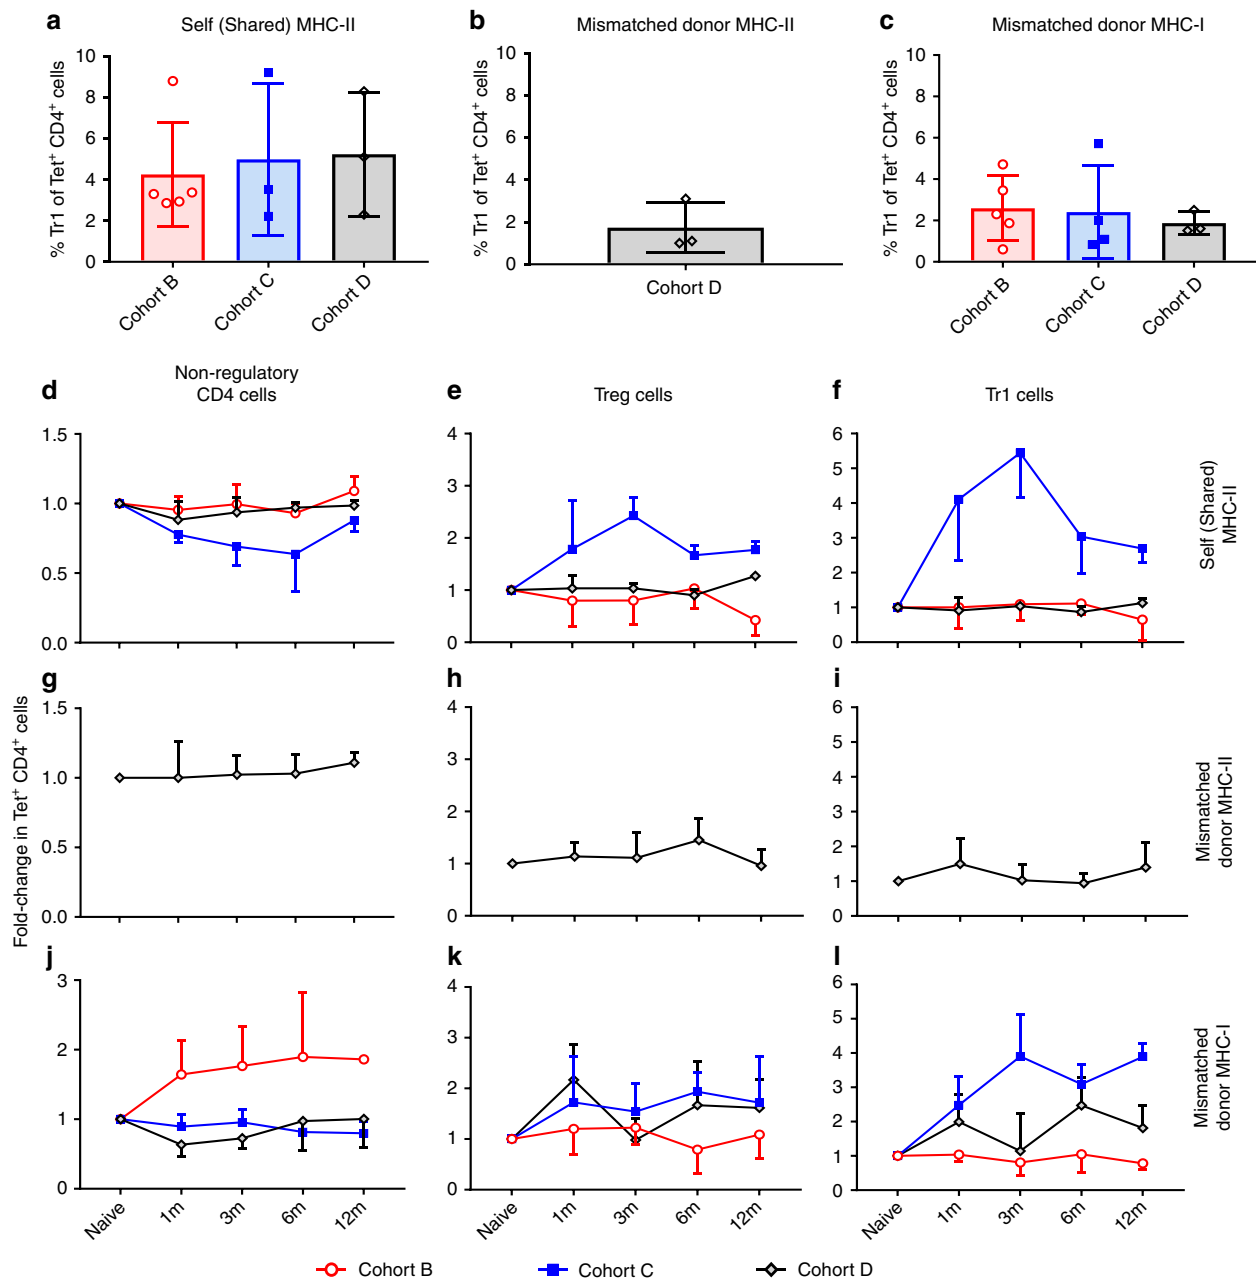 a
Self (Shared) MHC-II
% Tr1 of Tet+ CD4+ cells
10
8
6
4
2
0
Cohort B
Cohort C
Cohort D
b
Mismatched donor MHC-II
% Tr1 of Tet+ CD4+ cells
10
8
6
4
2
0
Cohort D
c
Mismatched donor MHC-I
% Tr1 of Tet+ CD4+ cells
10
8
6
4
2
0
Cohort B
Cohort C
Cohort D
Fold-change in Tet+ CD4+ cells
d
Non-regulatory
CD4 cells
1.5
1.0
0.5
0.0
e
Treg cells
4
3
2
1
0
f
Tr1 cells
6
5
4
3
2
1
0
Self (Shared)
MHC-II
g
1.5
1.0
0.5
0.0
h
4
3
2
1
0
i
6
5
4
3
2
1
0
Mismatched
donor MHC-II
j
3
2
1
0
Naive
1m
3m
6m
12m
k
4
3
2
1
0
Naive
1m
3m
6m
12m
l
6
5
4
3
2
1
0
Naive
1m
3m
6m
12m
Mismatched
donor MHC-I
Cohort B
Cohort C
Cohort D